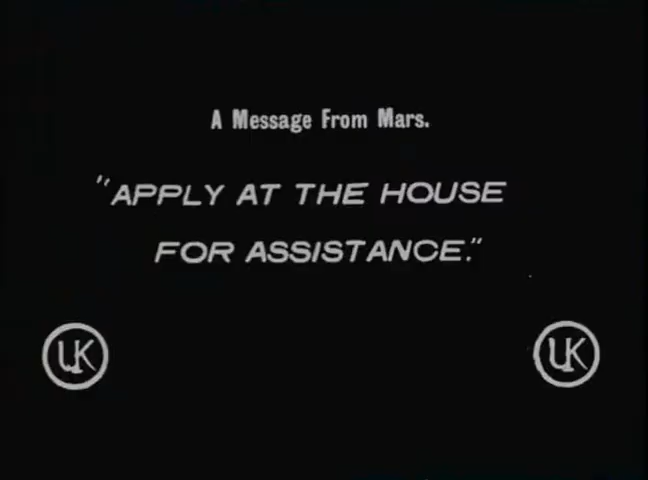 A Message From Mars.
"APPLY AT THE HOUSE
FOR ASSISTANCE."
UK UK